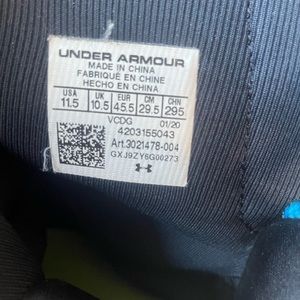 UNDER ARMOUR
MADE IN CHINA
FABRIQUÉ EN CHINE
HECHO EN CHINA
USA UK EUR CM CHN
11.5 10.5 45.5 29.5 295
VCDG 01/20
4203155043
Art.3021478-004
GXJ9ZY6G00273